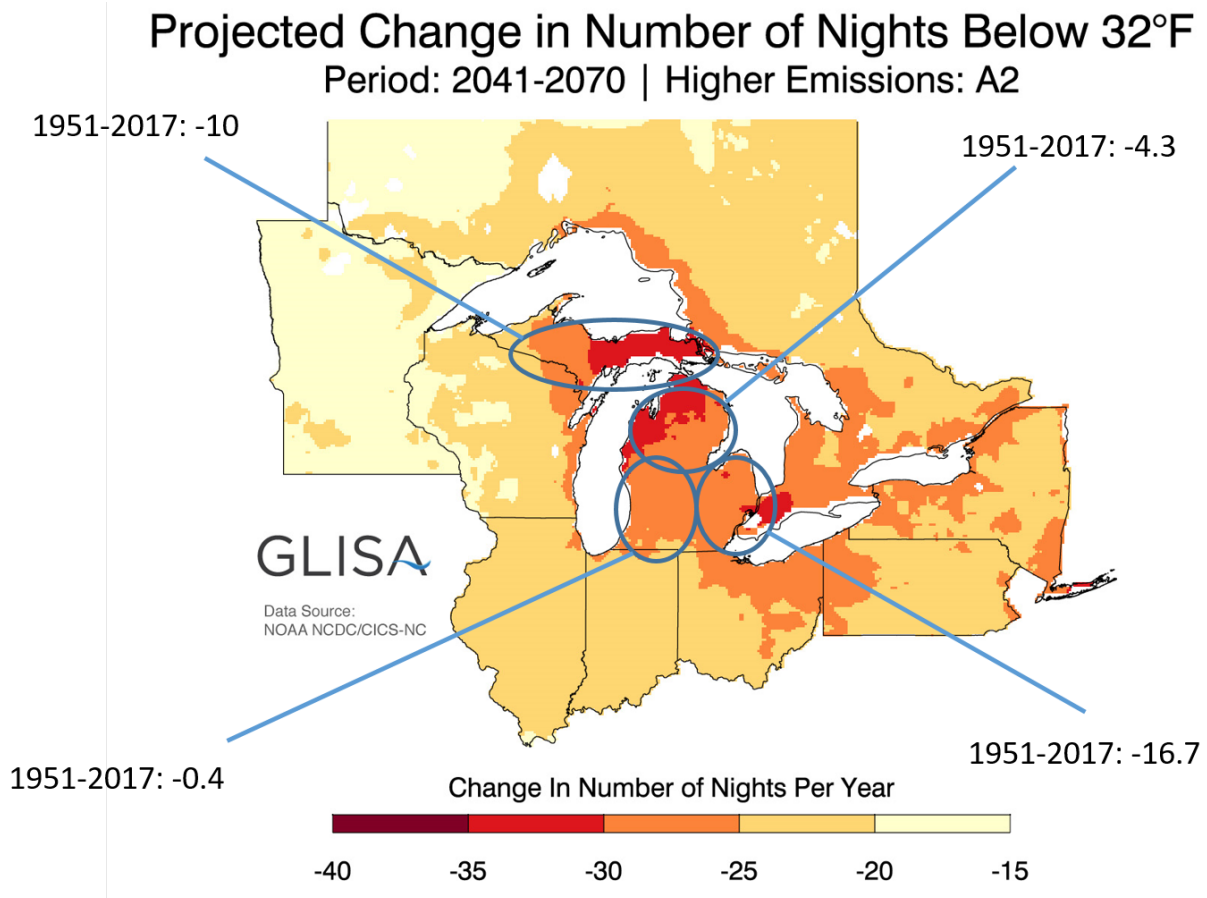 Projected Change in Number of Nights Below 32°F
Period: 2041-2070 | Higher Emissions: A2
1951-2017: -10
1951-2017: -4.3
GLISA
Data Source:
NOAA NCDC/CICS-NC
1951-2017: -0.4
1951-2017: -16.7
Change In Number of Nights Per Year
-40 -35 -30 -25 -20 -15